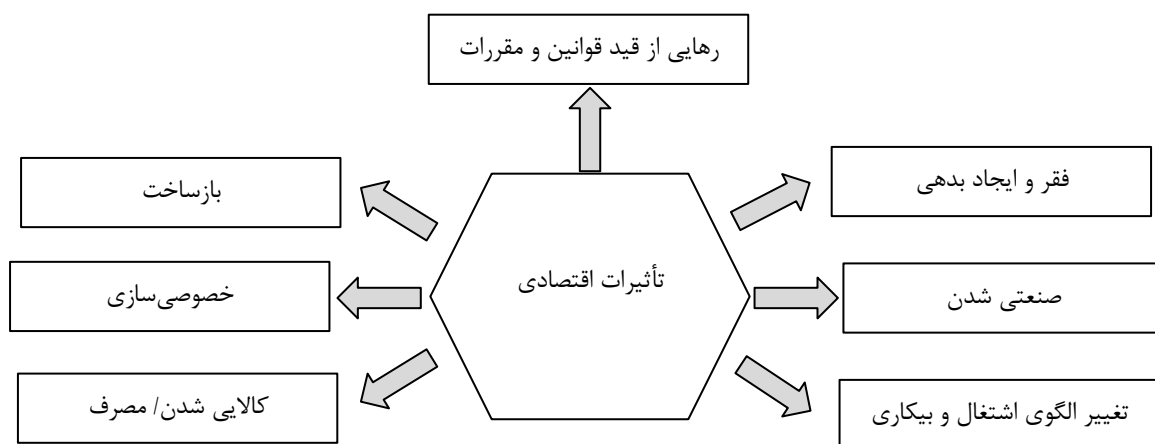 رهایی از قید قوانین و مقررات
فقر و ایجاد بدهی
بازساخت
تأثیرات اقتصادی
صنعتی شدن
خصوصی‌سازی
تغییر الگوی اشتغال و بیکاری
کالایی شدن/ مصرف